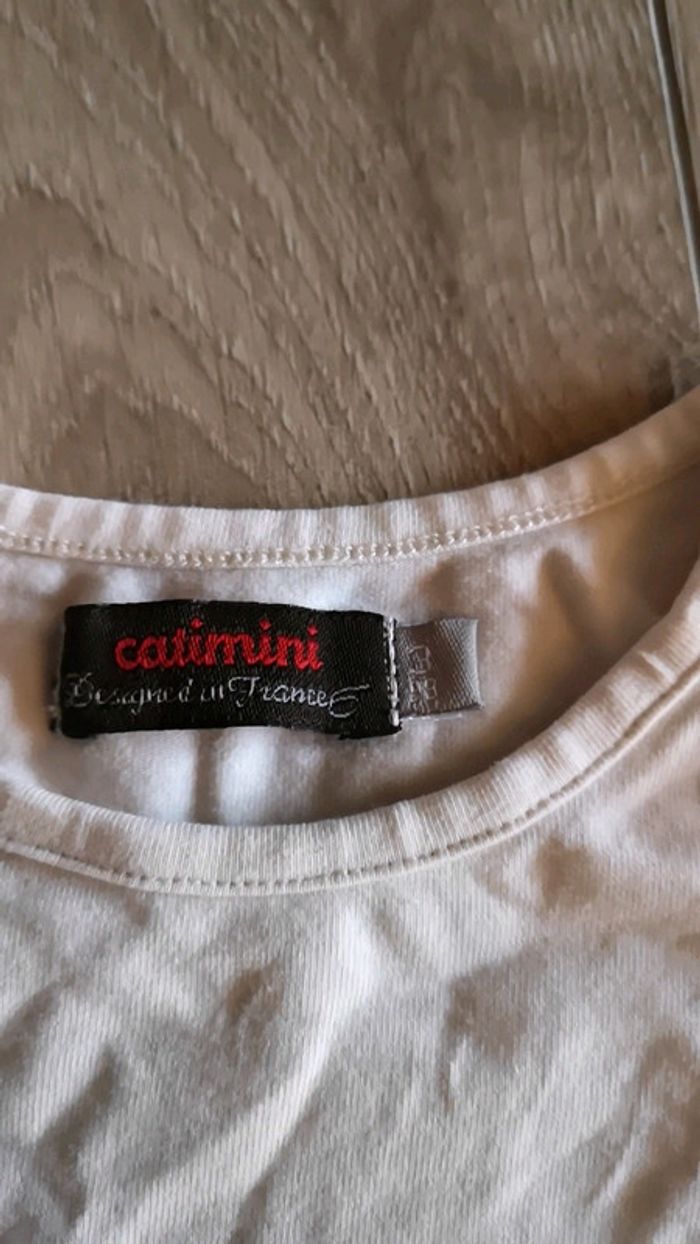 catimini
Designed in France